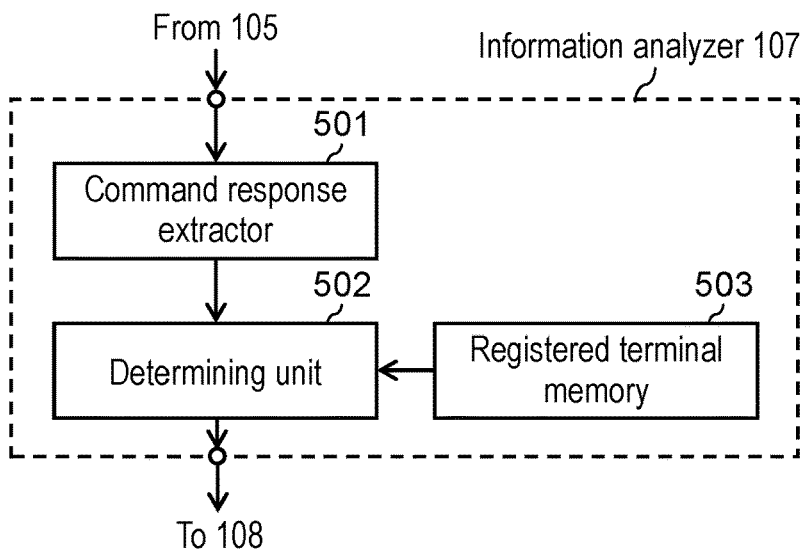 From 105
Information analyzer 107
501
Command response
extractor
502
503
Determining unit
Registered terminal
memory
To 108